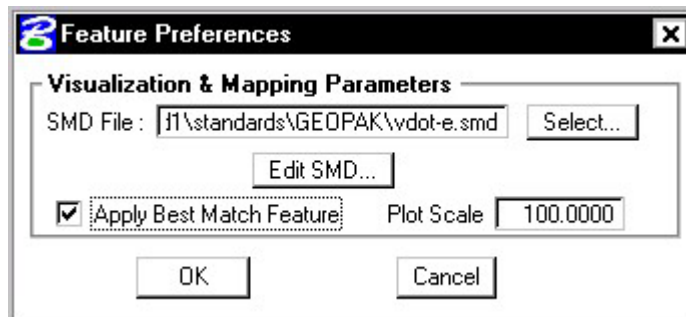 Feature Preferences
Visualization & Mapping Parameters
SMD File : \standards\GEOPAK\vdot-e.smd Select...
Edit SMD...
Apply Best Match Feature Plot Scale 100.0000
OK Cancel